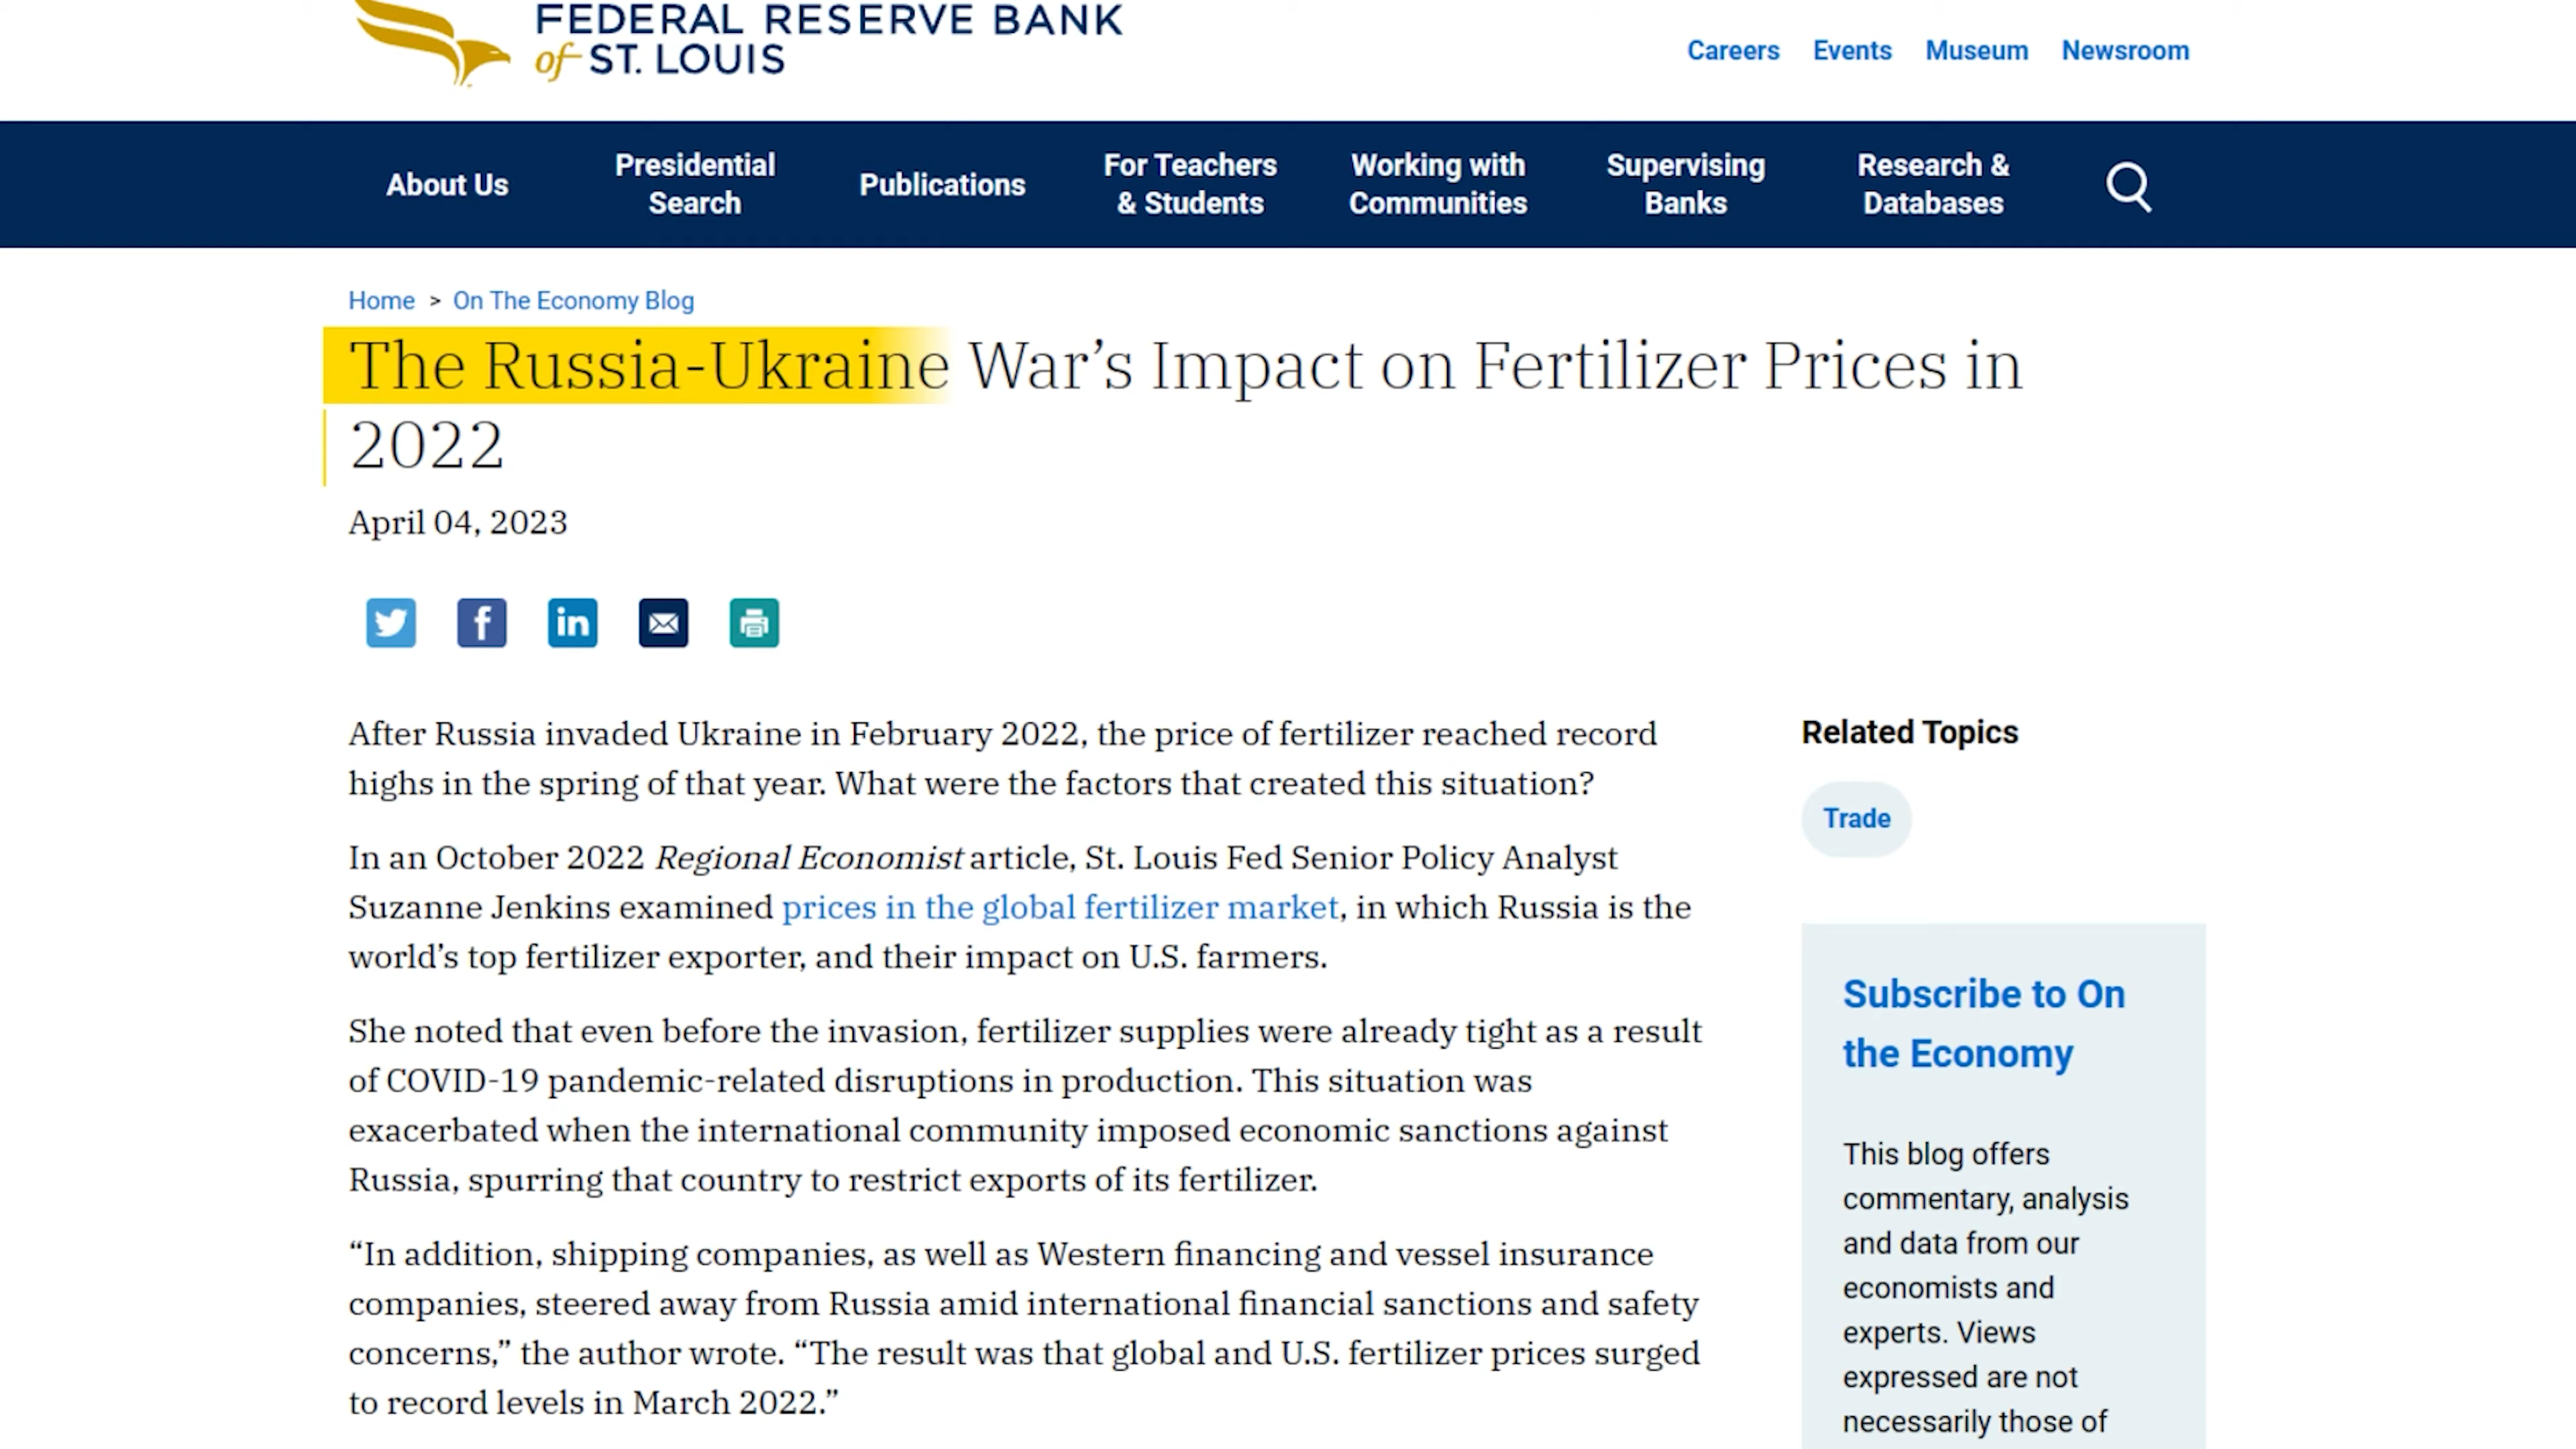 FEDERAL RESERVE BANK
of ST. LOUIS
Careers Events Museum Newsroom
About Us
Presidential
Search
Publications
For Teachers
& Students
Working with
Communities
Supervising
Banks
Research &
Databases
Home > On The Economy Blog
The Russia-Ukraine War’s Impact on Fertilizer Prices in
2022
April 04, 2023
After Russia invaded Ukraine in February 2022, the price of fertilizer reached record
highs in the spring of that year. What were the factors that created this situation?
In an October 2022 Regional Economist article, St. Louis Fed Senior Policy Analyst
Suzanne Jenkins examined prices in the global fertilizer market, in which Russia is the
world’s top fertilizer exporter, and their impact on U.S. farmers.
She noted that even before the invasion, fertilizer supplies were already tight as a result
of COVID-19 pandemic-related disruptions in production. This situation was
exacerbated when the international community imposed economic sanctions against
Russia, spurring that country to restrict exports of its fertilizer.
“In addition, shipping companies, as well as Western financing and vessel insurance
companies, steered away from Russia amid international financial sanctions and safety
concerns,” the author wrote. “The result was that global and U.S. fertilizer prices surged
to record levels in March 2022.”
Related Topics
Trade
Subscribe to On
the Economy
This blog offers
commentary, analysis
and data from our
economists and
experts. Views
expressed are not
necessarily those of